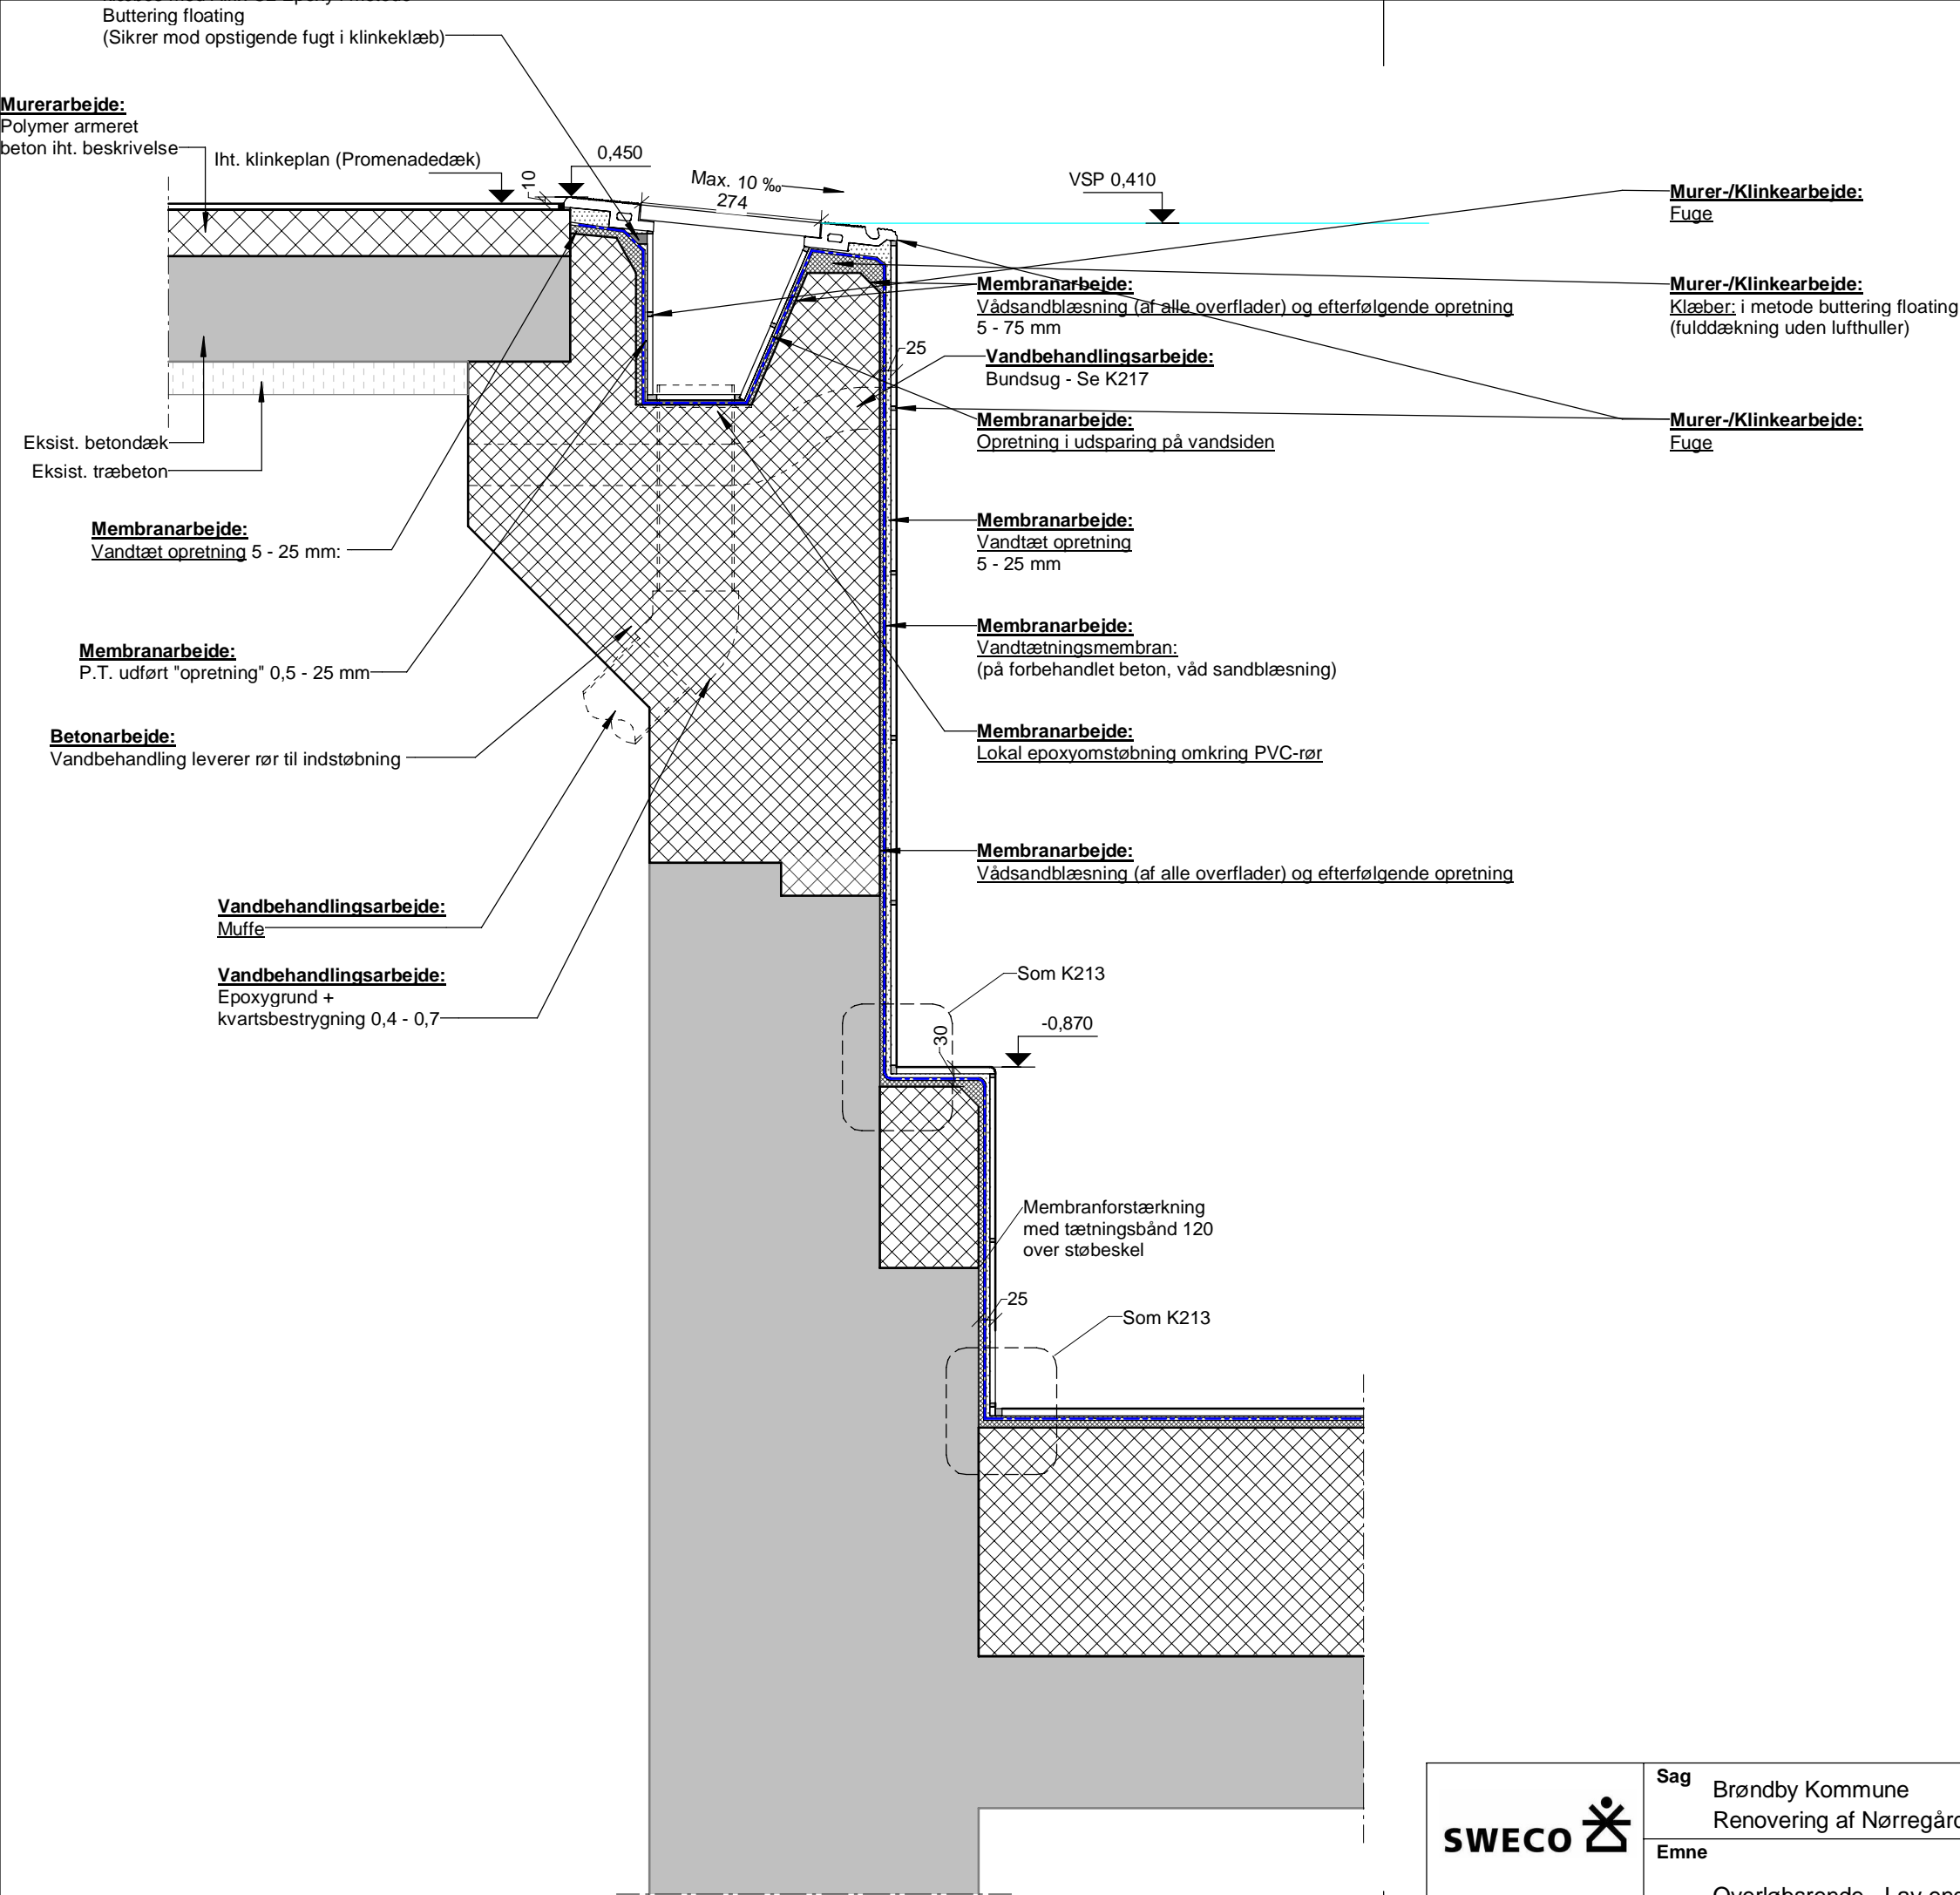 Buttering floating
(Sikrer mod opstigende fugt i klinkeklæb)
Murerarbejde:
Polymer armeret
beton iht. beskrivelse
Iht. klinkeplan (Promenadedæk)
10
0,450
Max. 10 ‰
274
VSP 0,410
Murer-/Klinkearbejde:
Fuge
Membranarbejde:
Vådsandblæsning (af alle overflader) og efterfølgende opretning
5 - 75 mm
Murer-/Klinkearbejde:
Klæber: i metode buttering floating
(fulddækning uden lufthuller)
25
Vandbehandlingsarbejde:
Bundsug - Se K217
Membranarbejde:
Opretning i udsparing på vandsiden
Murer-/Klinkearbejde:
Fuge
Eksist. betondæk
Eksist. træbeton
Membranarbejde:
Vandtæt opretning 5 - 25 mm:
Membranarbejde:
Vandtæt opretning
5 - 25 mm
Membranarbejde:
P.T. udført "opretning" 0,5 - 25 mm
Membranarbejde:
Vandtætningsmembran:
(på forbehandlet beton, våd sandblæsning)
Betonarbejde:
Vandbehandling leverer rør til indstøbning
Membranarbejde:
Lokal epoxyomstøbning omkring PVC-rør
Membranarbejde:
Vådsandblæsning (af alle overflader) og efterfølgende opretning
Vandbehandlingsarbejde:
Muffe
Vandbehandlingsarbejde:
Epoxygrund +
kvartsbestrygning 0,4 - 0,7
Som K213
-0,870
30
Membranforstærkning
med tætningsbånd 120
over støbeskel
25
Som K213
SWECO
Sag
Brøndby Kommune
Renovering af Nørregård
Emne